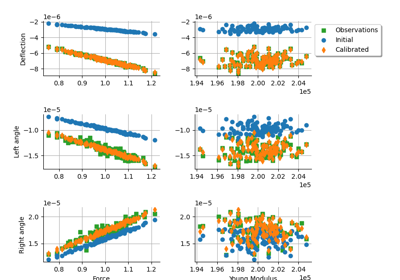 1e−6
−2
−4
−6
−8
Deflection
0.8 0.9 1.0 1.1 1.2
1e−6
−2
−4
−6
−8
1.94 1.96 1.98 2.00 2.02 2.04
1e5
Observations
Initial
Calibrated
1e−5
−1.0
−1.5
Left angle
0.8 0.9 1.0 1.1 1.2
1e−5
−1.0
−1.5
1.94 1.96 1.98 2.00 2.02 2.04
1e5
1e−5
2.0
1.5
Right angle
0.8 0.9 1.0 1.1 1.2
Force
1e−5
2.0
1.5
1.94 1.96 1.98 2.00 2.02 2.04
1e5
Young Modulus